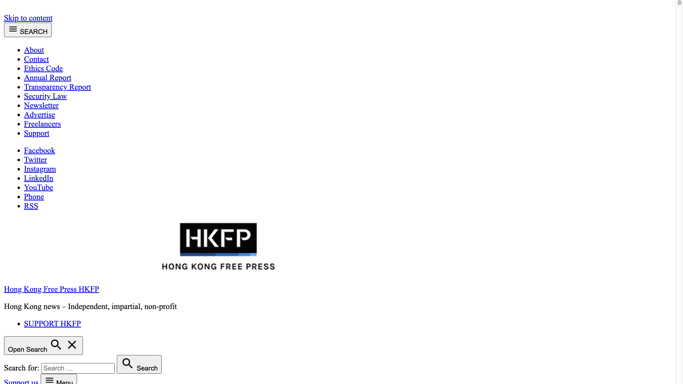 Skip to content
SEARCH
About
Contact
Ethics Code
Annual Report
Transparency Report
Security Law
Newsletter
Advertise
Freelancers
Support
Facebook
Twitter
Instagram
LinkedIn
YouTube
Phone
RSS
HKFP
HONG KONG FREE PRESS
Hong Kong Free Press HKFP
Hong Kong news – Independent, impartial, non-profit
SUPPORT HKFP
Open Search
Search for: Search … Search
Support us Menu